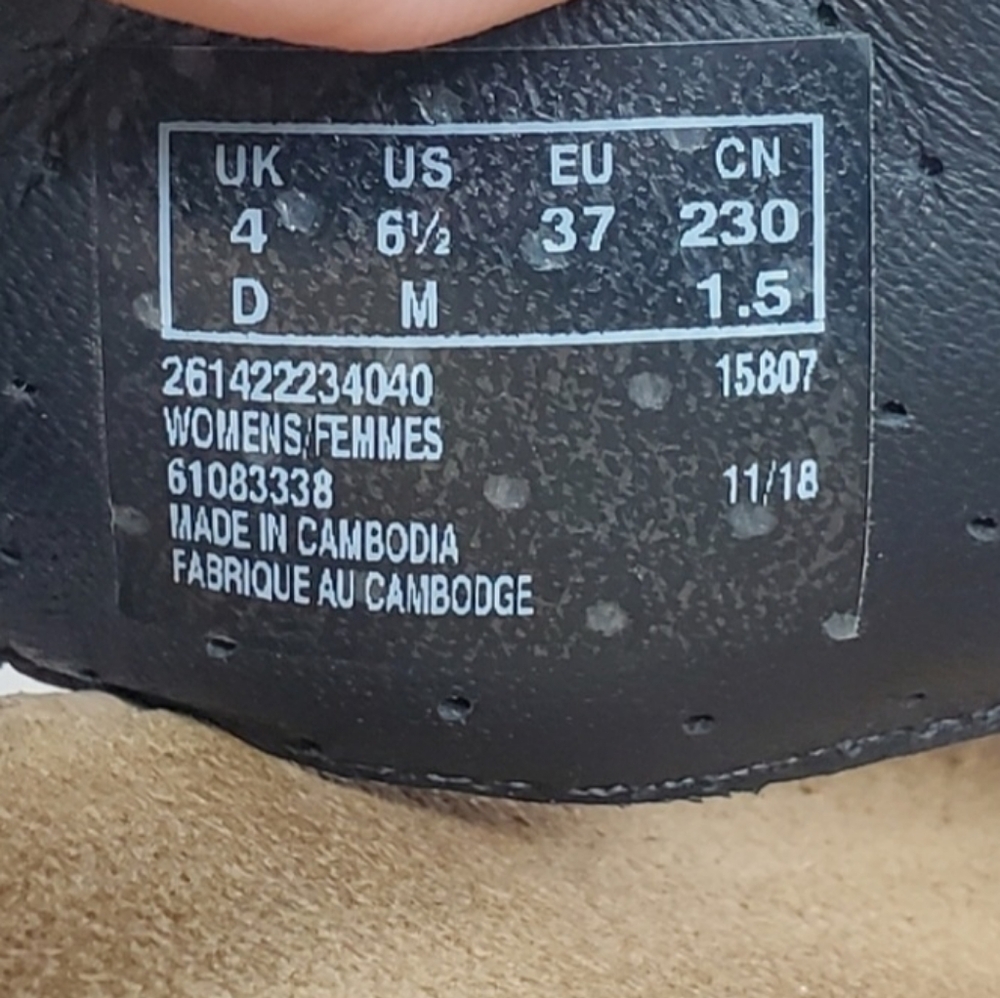 UK US EU CN
4 6½ 37 230
D M 1.5
261422234040 15807
WOMENS/FEMMES
61083338 11/18
MADE IN CAMBODIA
FABRIQUE AU CAMBODGE